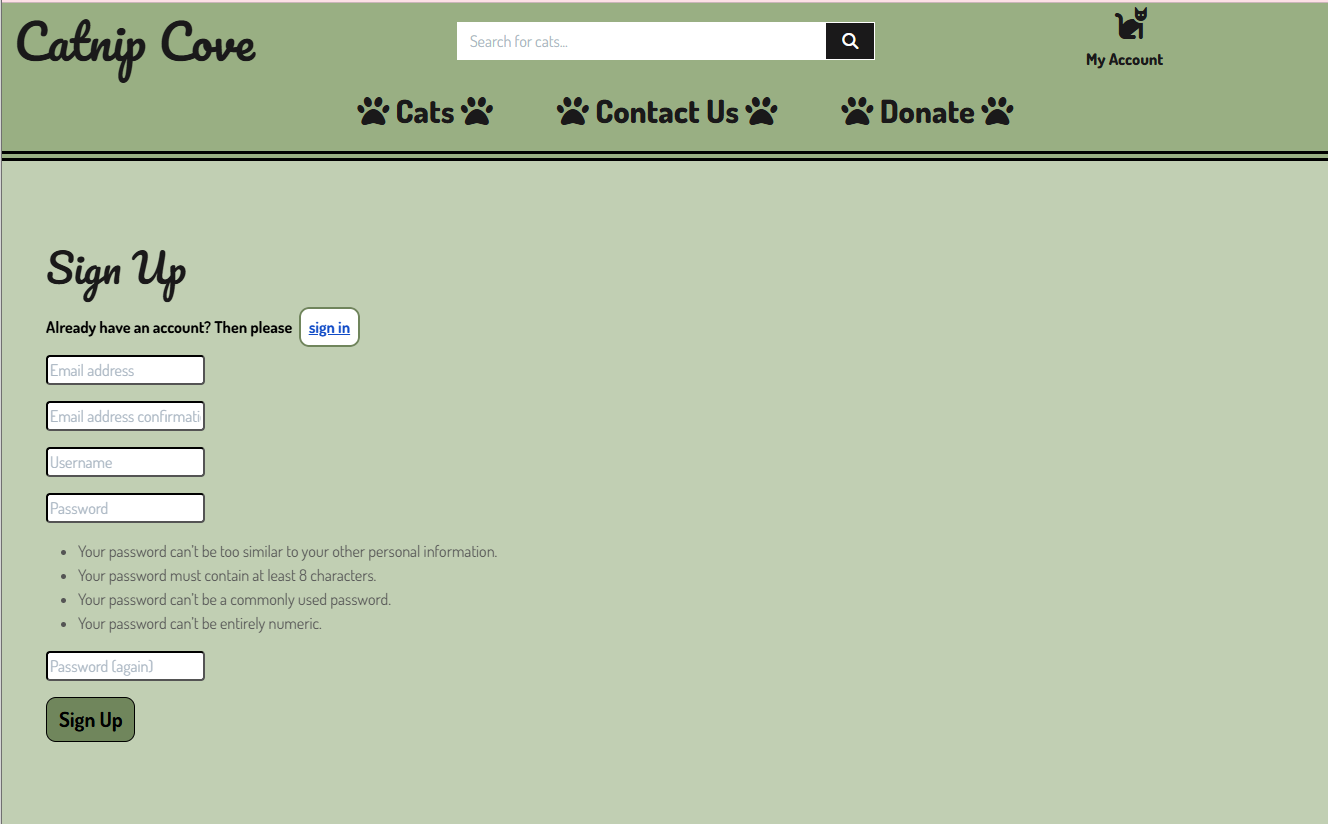 Catnip Cove
Search for cats...
My Account
Cats
Contact Us
Donate
Sign Up
Already have an account? Then please sign in
Email address
Email address confirmati
Username
Password
Your password can't be too similar to your other personal information.
Your password must contain at least 8 characters.
Your password can't be a commonly used password.
Your password can't be entirely numeric.
Password (again)
Sign Up